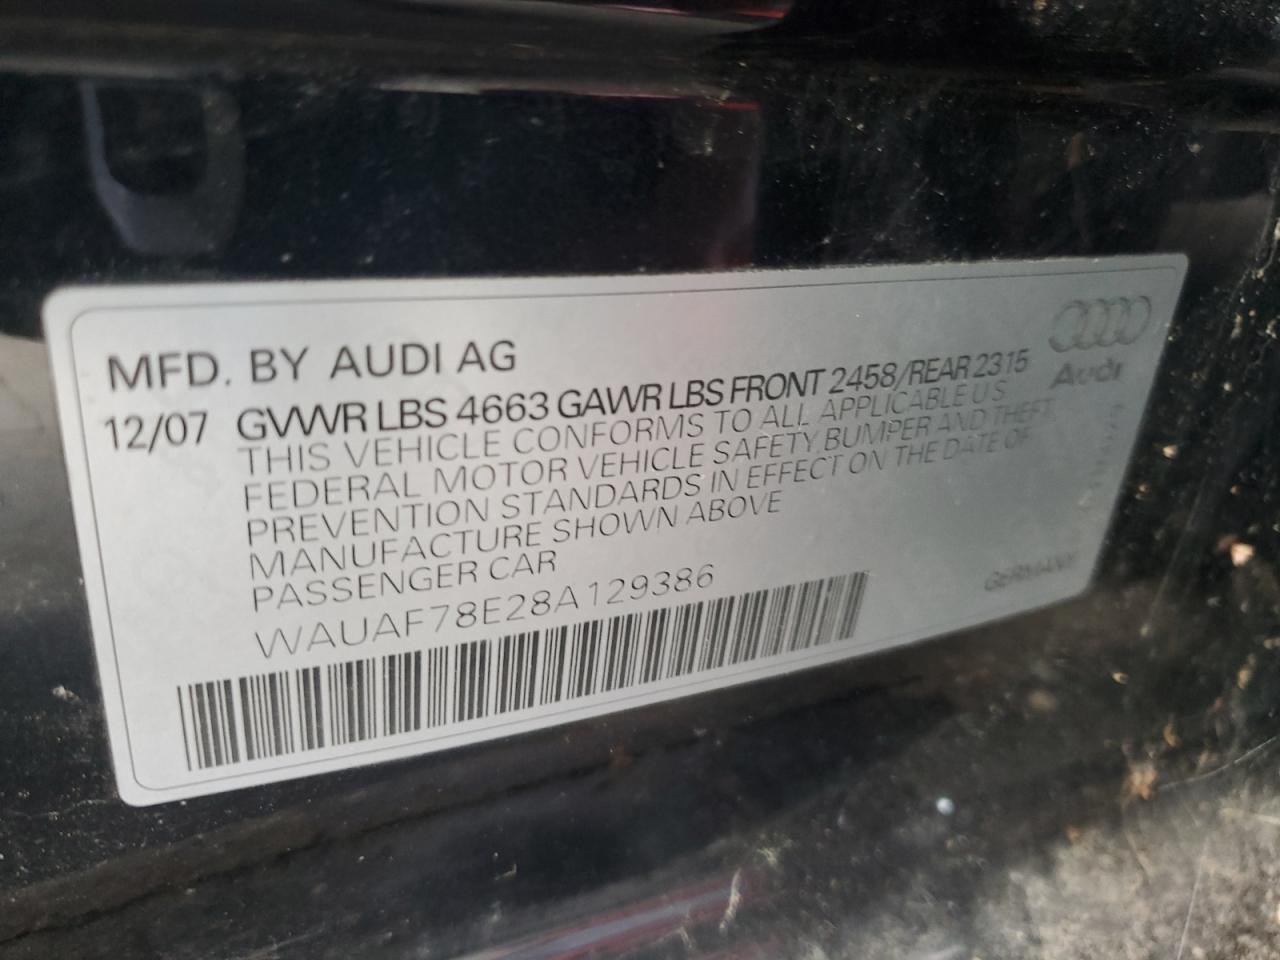 MFD. BY AUDI AG
12/07 GVWR LBS 4663 GAWR LBS FRONT 2458/REAR 2315
THIS VEHICLE CONFORMS TO ALL APPLICABLE US
FEDERAL MOTOR VEHICLE SAFETY, BUMPER AND THEFT
PREVENTION STANDARDS IN EFFECT ON THE DATE OF
MANUFACTURE SHOWN ABOVE
PASSENGER CAR
WAUAF78E28A129386
Audi
GERMANY